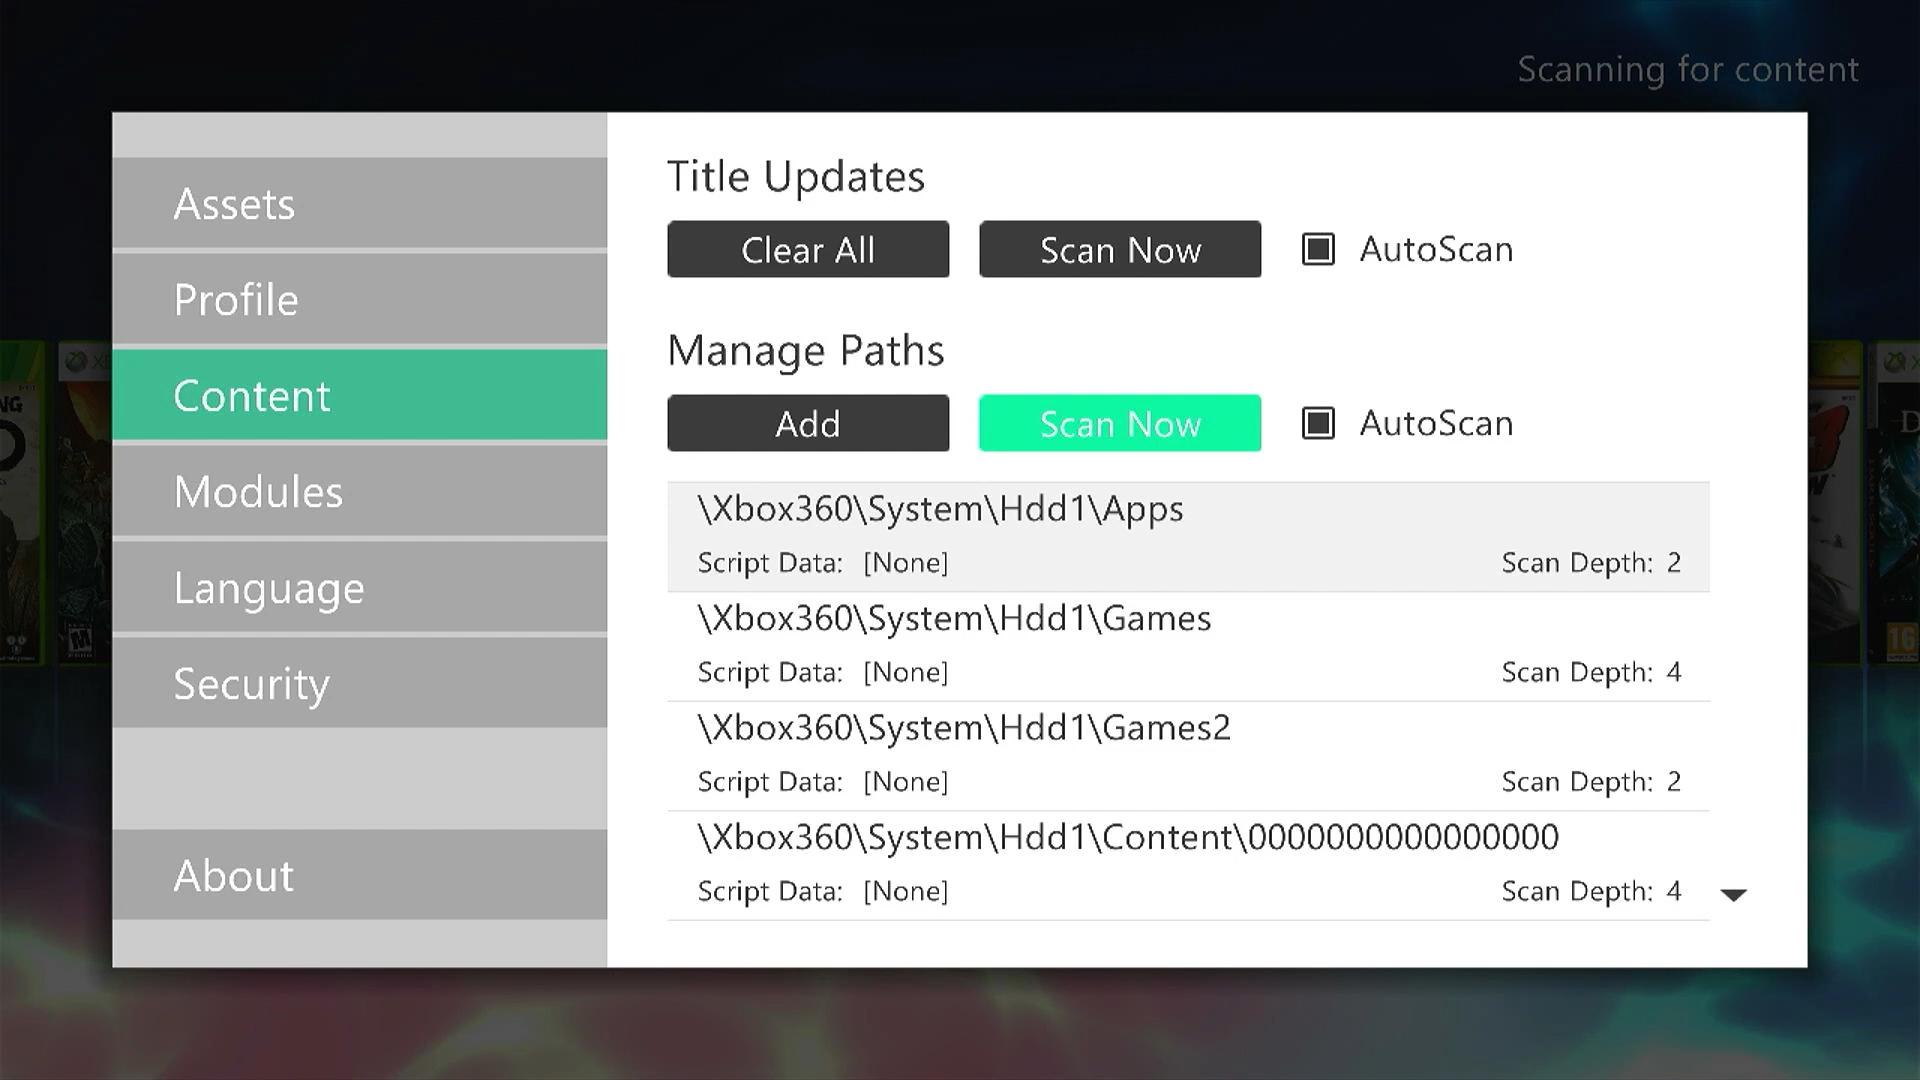 Scanning for content
Assets
Profile
Content
Modules
Language
Security
About
Title Updates
Clear All
Scan Now
AutoScan
Manage Paths
Add
Scan Now
AutoScan
\Xbox360\System\Hdd1\Apps
Script Data: [None]
Scan Depth: 2
\Xbox360\System\Hdd1\Games
Script Data: [None]
Scan Depth: 4
\Xbox360\System\Hdd1\Games2
Script Data: [None]
Scan Depth: 2
\Xbox360\System\Hdd1\Content\0000000000000000
Script Data: [None]
Scan Depth: 4
16